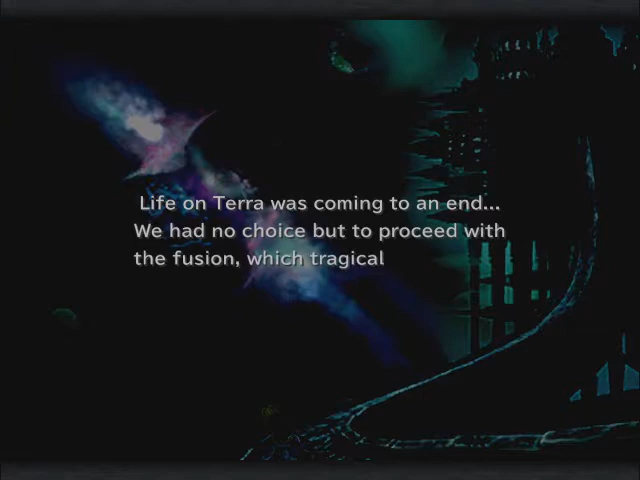 Life on Terra was coming to an end...
We had no choice but to proceed with
the fusion, which tragical